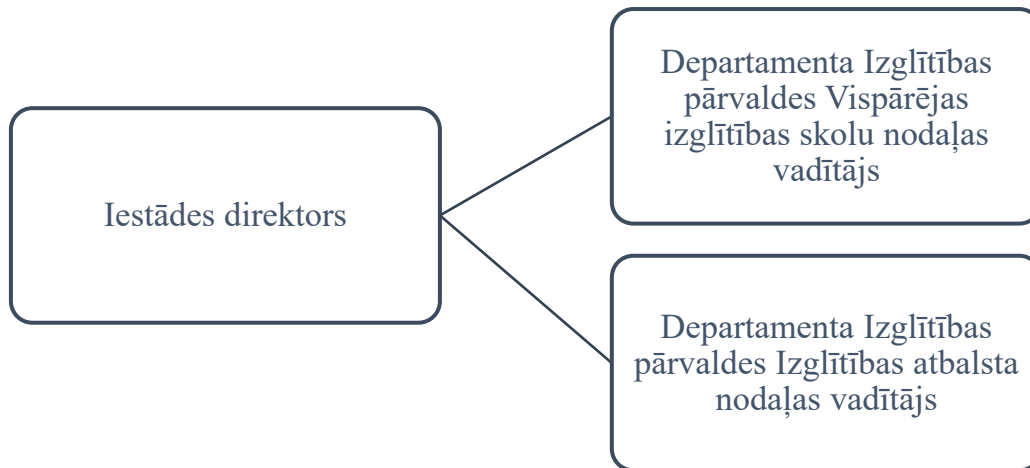 Iestādes direktors
Departamenta Izglītības
pārvaldes Vispārējas
izglītības skolu nodaļas
vadītājs
Departamenta Izglītības
pārvaldes Izglītības atbalsta
nodaļas vadītājs